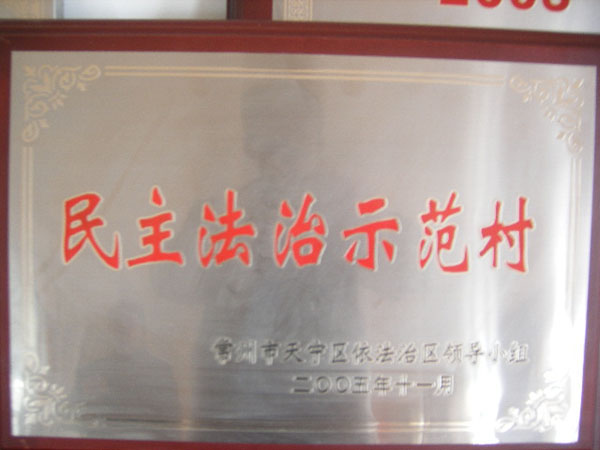 民主法治示范村
常州市天宁区依法治区领导小组
二〇〇五年十一月